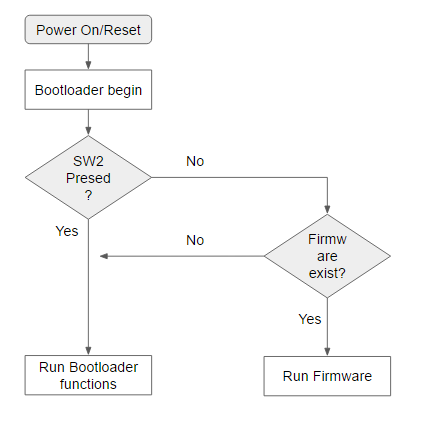 Power On/Reset
Bootloader begin
SW2
Presed
?
No
Yes
Firmw
are
exist?
No
Yes
Run Bootloader
functions
Run Firmware